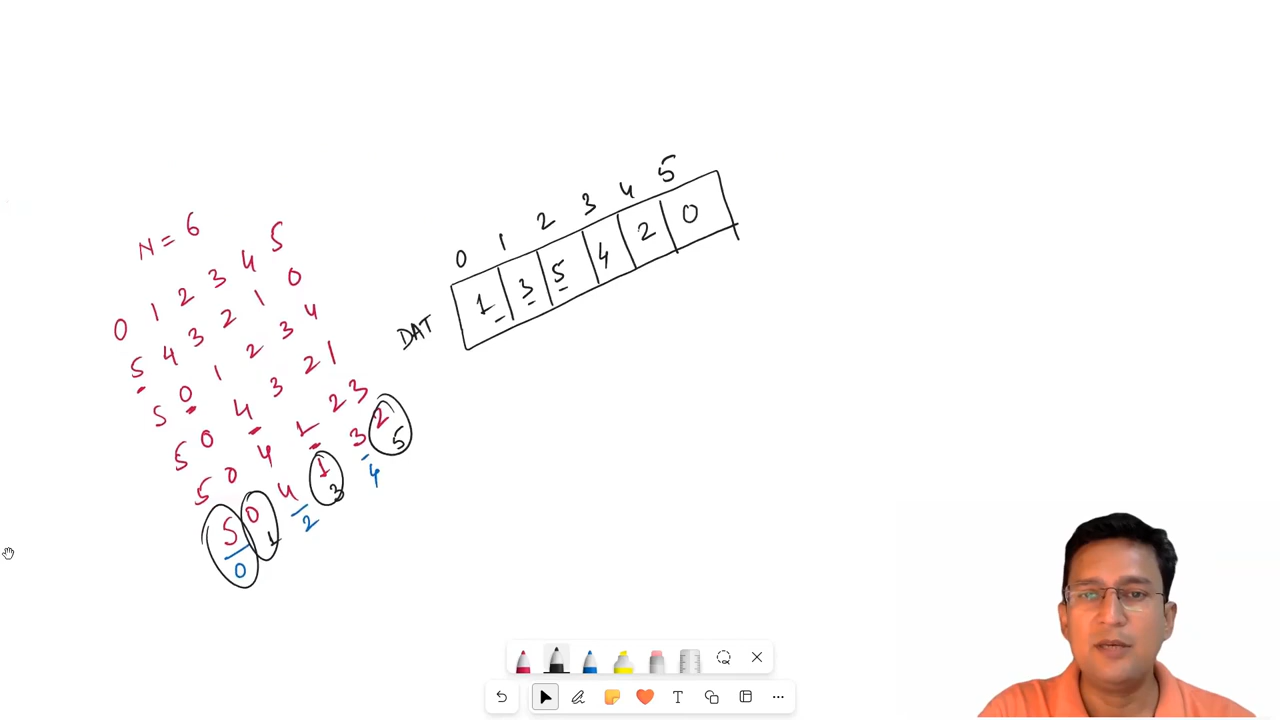 N = 6
0 1 2 3 4 5
5 4 3 2 1 0
5 0 1 2 3 4
5 0 4 3 2 1
5 0 4 1 2 3
5 0 4 1 3 2
0 1 2 3 4 5
0 1 2 3 4 5
DAT 1 3 5 4 2 0